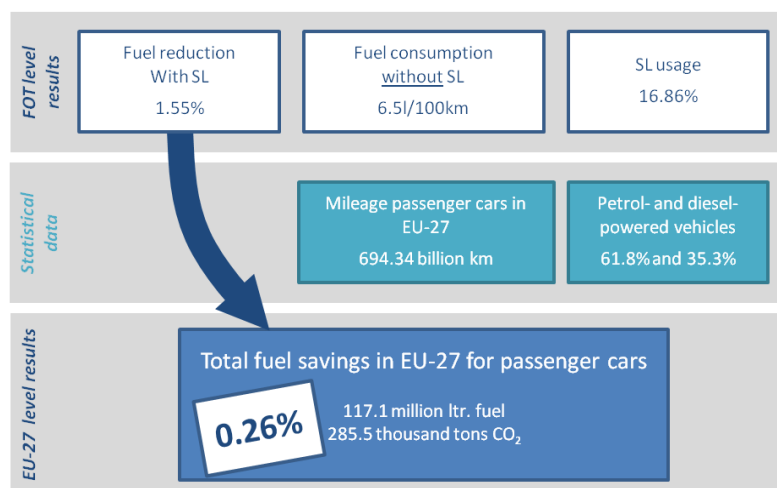 FOT level
results
Fuel reduction
With SL
1.55%
Fuel consumption
without SL
6.5l/100km
SL usage
16.86%
Statistical
data
Mileage passenger cars in
EU-27
694.34 billion km
Petrol- and diesel-
powered vehicles
61.8% and 35.3%
EU-27 level results
Total fuel savings in EU-27 for passenger cars
0.26%
117.1 million ltr. fuel
285.5 thousand tons CO₂